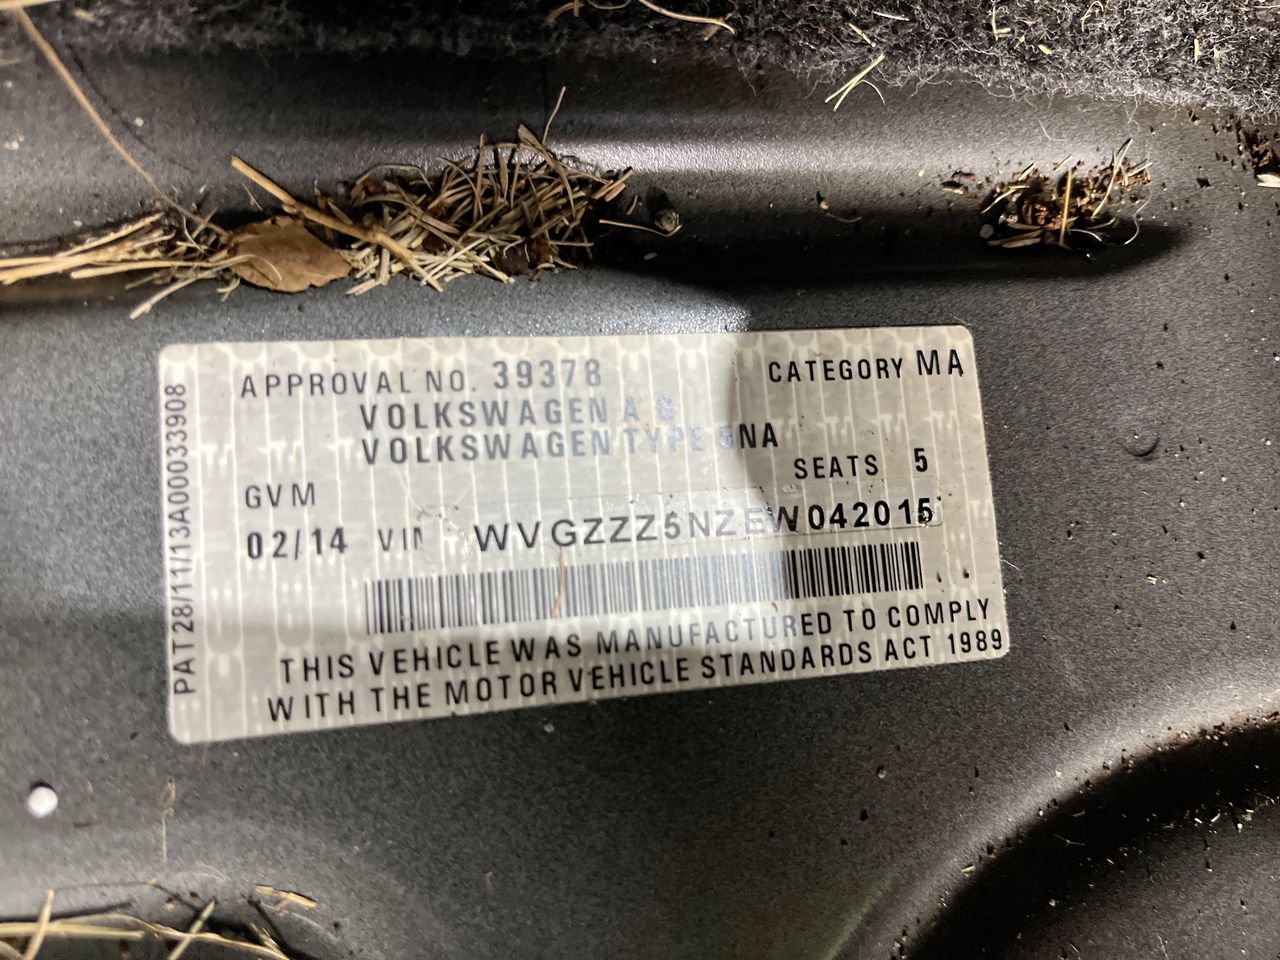 APPROVAL NO. 39378 CATEGORY MA
VOLKSWAGEN A G
VOLKSWAGEN TYPE 5NA
SEATS 5
GVM
02/14 VIN WVGZZZ5NZEW042015
THIS VEHICLE WAS MANUFACTURED TO COMPLY
WITH THE MOTOR VEHICLE STANDARDS ACT 1989
PAT28/11/13A00033908